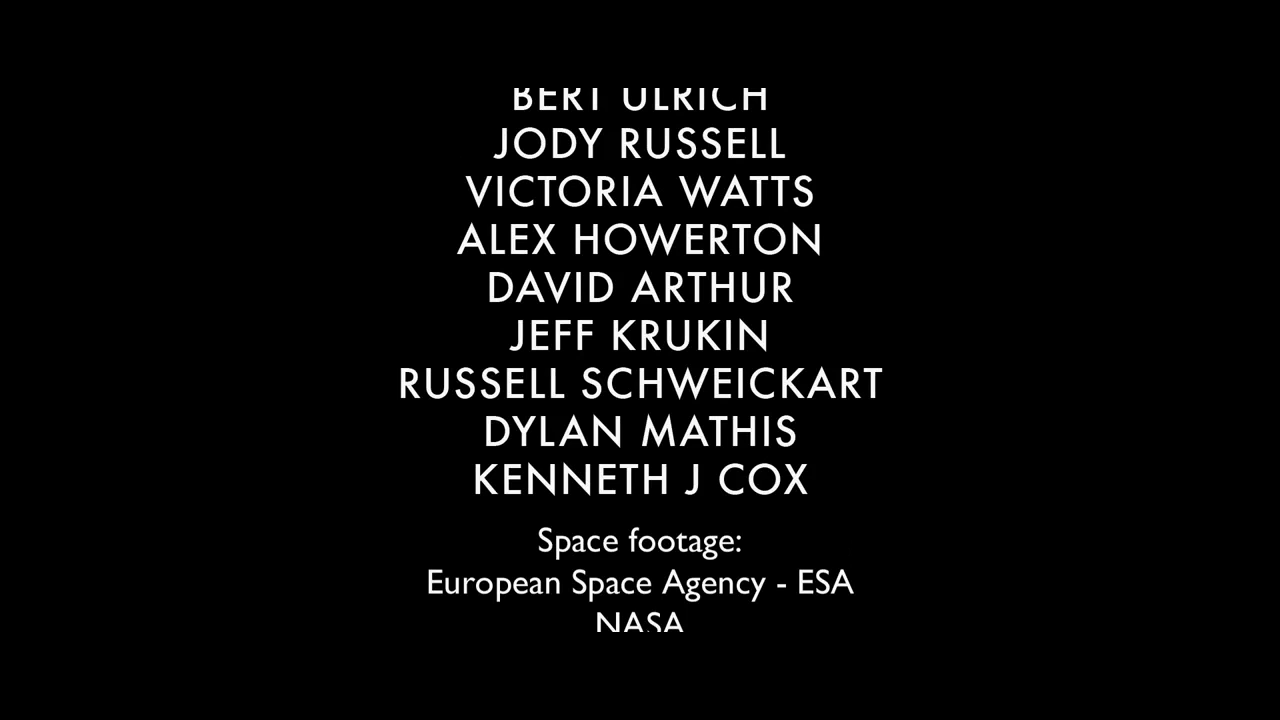 BERT ULRICH
JODY RUSSELL
VICTORIA WATTS
ALEX HOWERTON
DAVID ARTHUR
JEFF KRUKIN
RUSSELL SCHWEICKART
DYLAN MATHIS
KENNETH J COX
Space footage:
European Space Agency - ESA
NASA